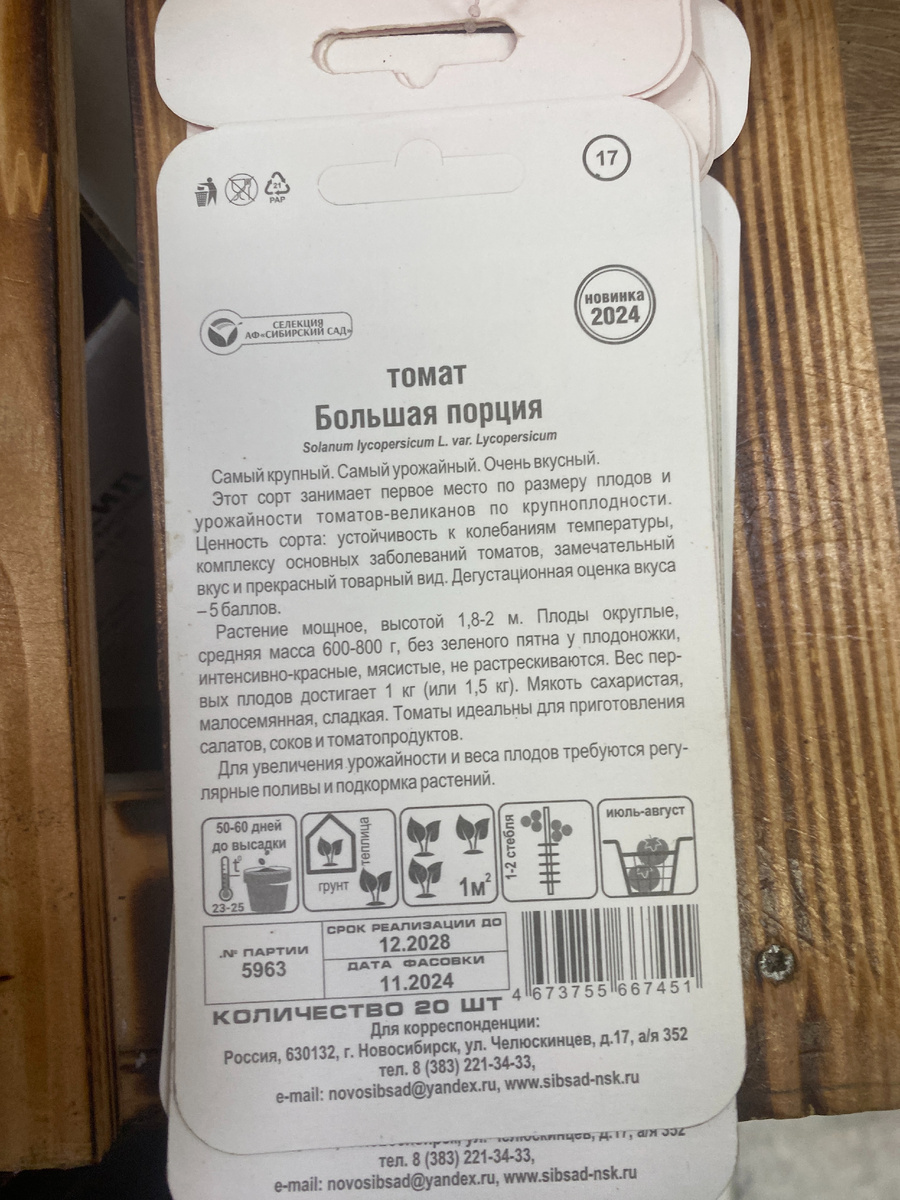 17
21
PAP
НОВИНКА
2024
СЕЛЕКЦИЯ
АФ«СИБИРСКИЙ САД»
томат
Большая порция
Solanum lycopersicum L. var. Lycopersicum
Самый крупный. Самый урожайный. Очень вкусный.
Этот сорт занимает первое место по размеру плодов и
урожайности томатов-великанов по крупноплодности.
Ценность сорта: устойчивость к колебаниям температуры,
комплексу основных заболеваний томатов, замечательный
вкус и прекрасный товарный вид. Дегустационная оценка вкуса
– 5 баллов.
Растение мощное, высотой 1,8-2 м. Плоды округлые,
средняя масса 600-800 г, без зеленого пятна у плодоножки,
интенсивно-красные, мясистые, не растрескиваются. Вес пер-
вых плодов достигает 1 кг (или 1,5 кг). Мякоть сахаристая,
малосемянная, сладкая. Томаты идеальны для приготовления
салатов, соков и томатопродуктов.
Для увеличения урожайности и веса плодов требуются регу-
лярные поливы и подкормка растений.
50-60 дней
до высадки
t°
23-25
теплица
грунт
1м²
1-2 стебля
июль-август
№ ПАРТИИ
5963
СРОК РЕАЛИЗАЦИИ ДО
12.2028
ДАТА ФАСОВКИ
11.2024
4 673755 667451
КОЛИЧЕСТВО 20 ШТ
Для корреспонденции:
Россия, 630132, г. Новосибирск, ул. Челюскинцев, д.17, а/я 352
тел. 8 (383) 221-34-33,
e-mail: novosibsad@yandex.ru, www.sibsad-nsk.ru
ул. Челюскинцев, д.17, а/я 352
тел. 8 (383) 221-34-33,
e-mail: novosibsad@yandex.ru, www.sibsad-nsk.ru